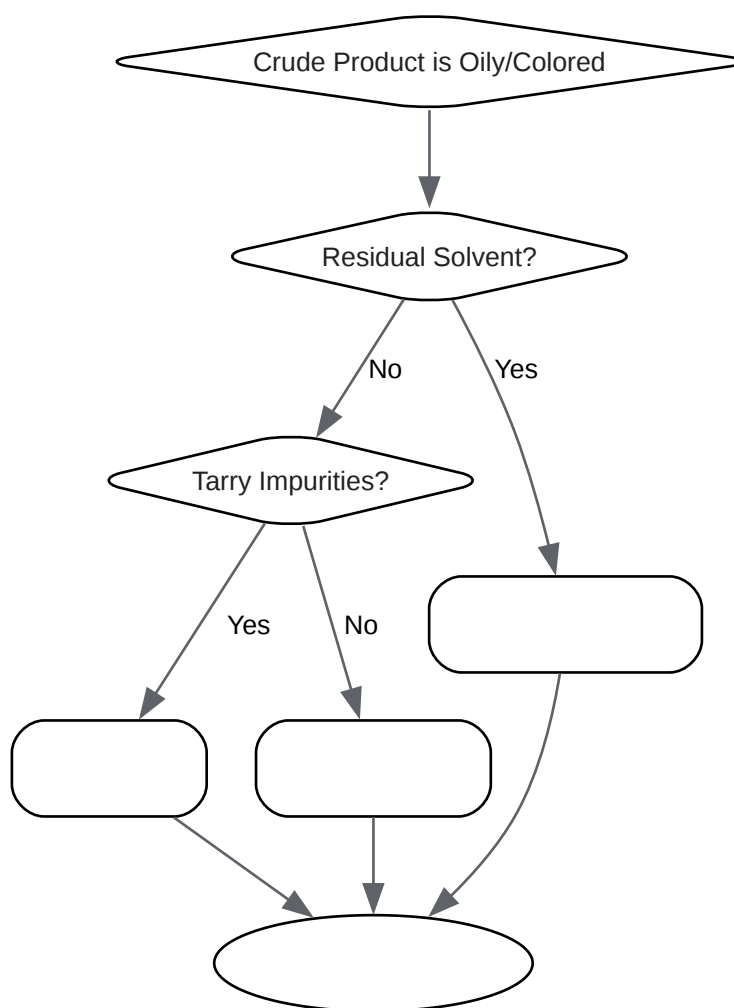 Crude Product is Oily/Colored
Residual Solvent?
No
Yes
Tarry Impurities?
Yes
No